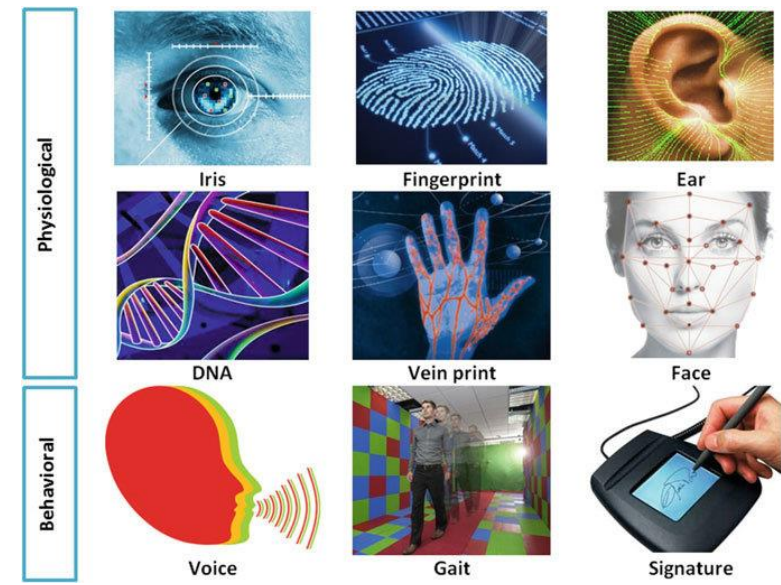 Physiological
Iris
Fingerprint
Ear
DNA
Vein print
Face
Behavioral
Voice
Gait
Signature